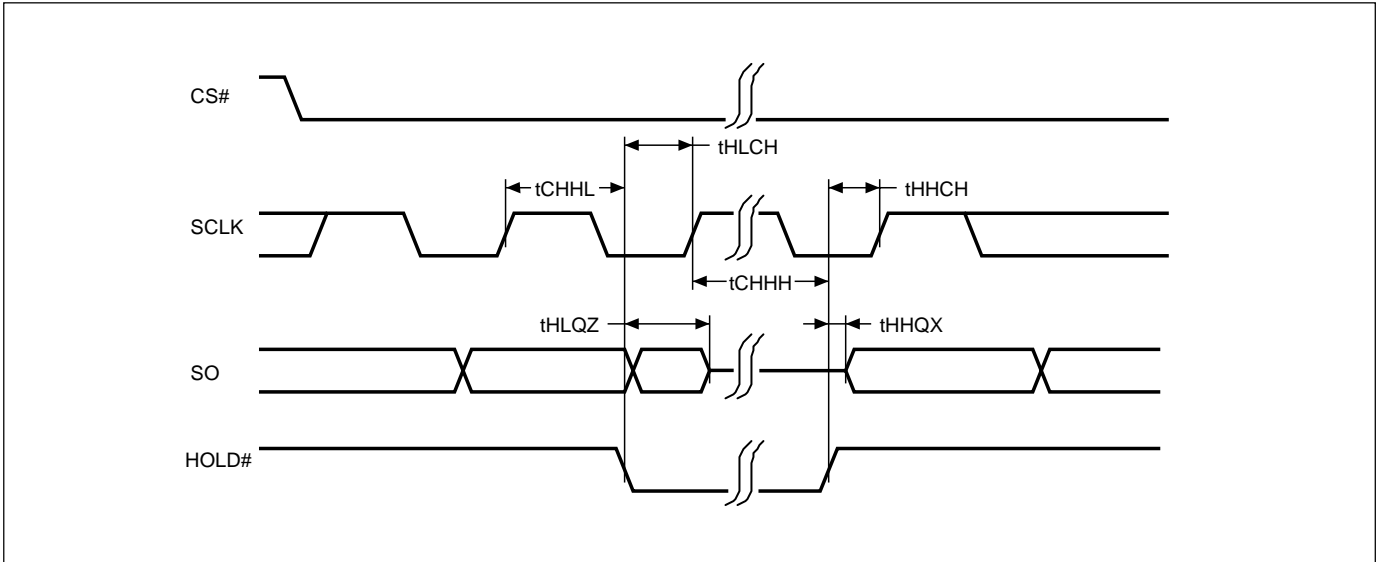 CS#
tHLCH
tCHHL
tHHCH
SCLK
tCHHH
tHLQZ
tHHQX
SO
HOLD#